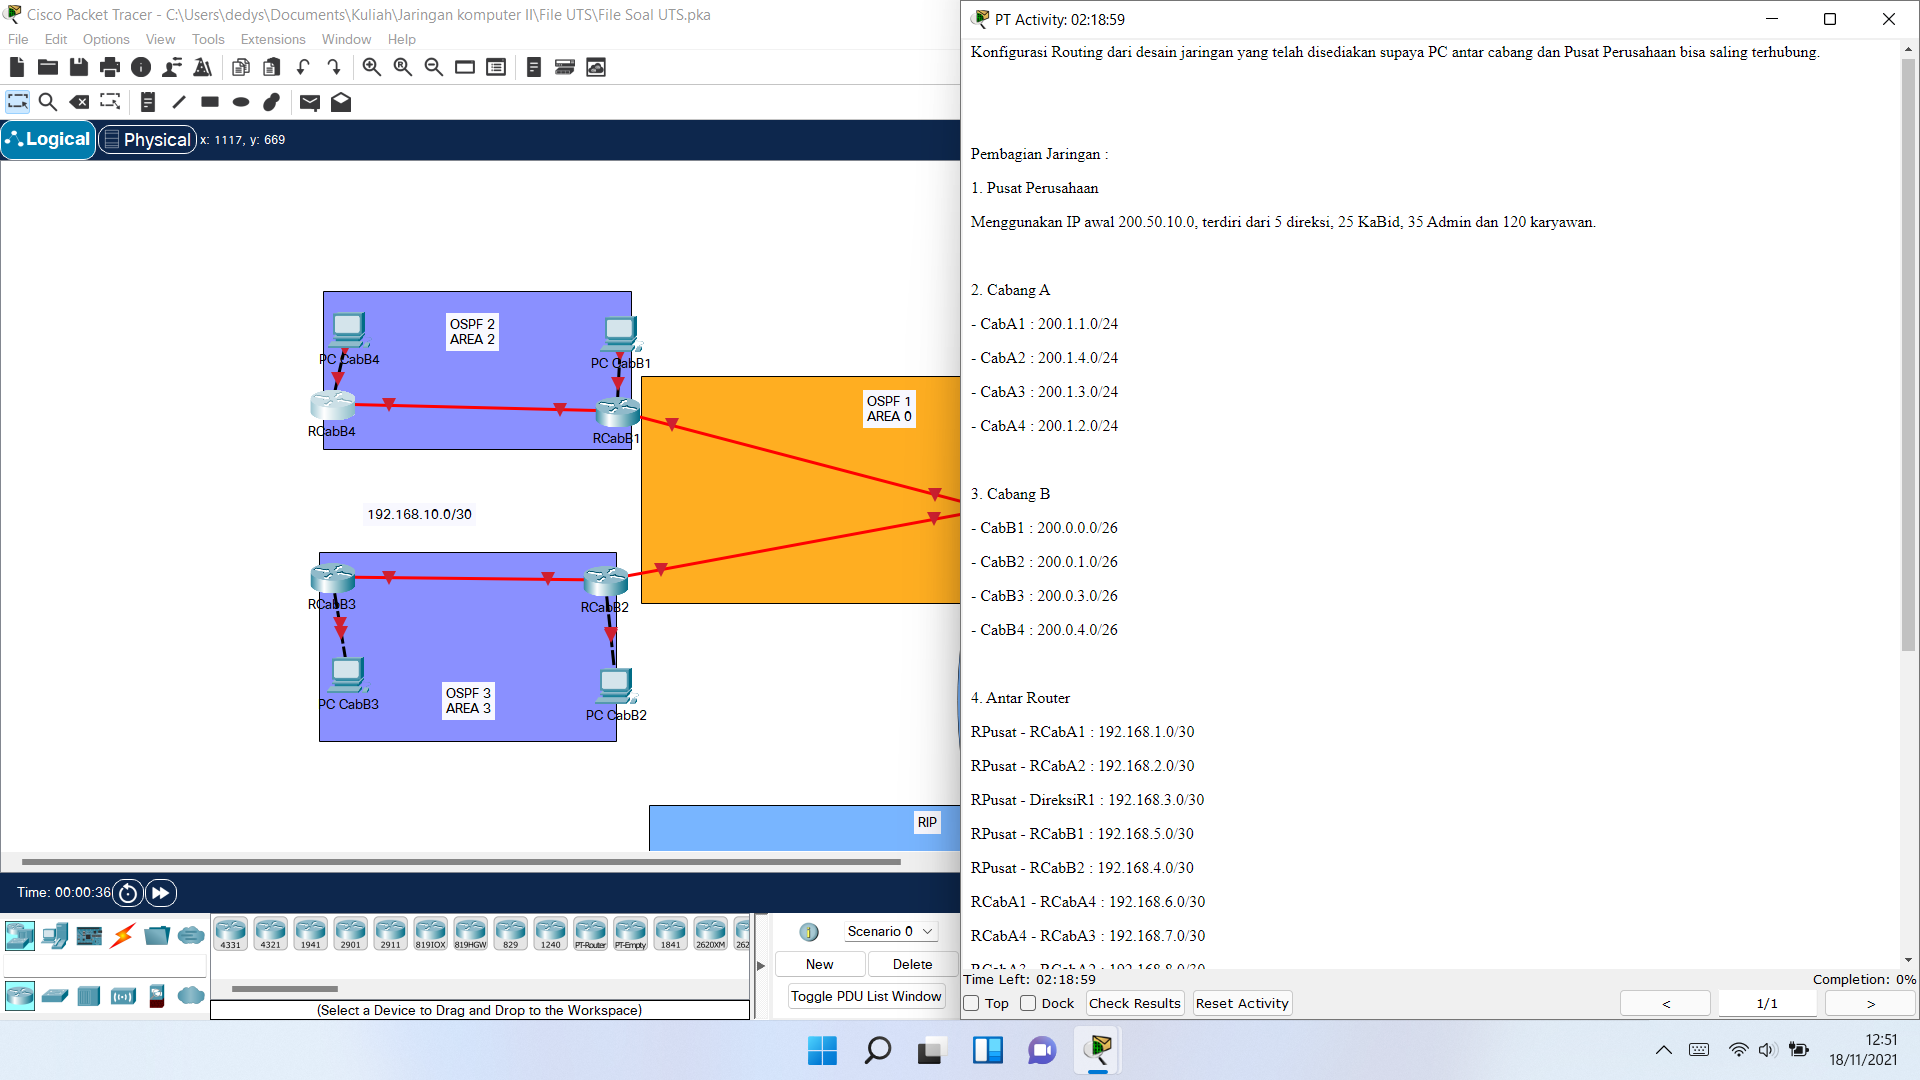 Cisco Packet Tracer - C:\Users\dedys\Documents\Kuliah\Jaringan komputer II\File UTS\File Soal UTS.pka
File Edit Options View Tools Extensions Window Help
Logical
Physical
x: 1117, y: 669
OSPF 2
AREA 2
PC CabB4
PC CabB1
RCabB4
RCabB1
OSPF 1
AREA 0
192.168.10.0/30
RCabB3
RCabB2
PC CabB3
OSPF 3
AREA 3
PC CabB2
RIP
Time: 00:00:36
4331
4321
1941
2901
2911
819IOX
819HGW
829
1240
PT-Router
PT-Empty
1841
2620XM
262
(Select a Device to Drag and Drop to the Workspace)
Scenario 0
New
Delete
Toggle PDU List Window
PT Activity: 02:18:59
Konfigurasi Routing dari desain jaringan yang telah disediakan supaya PC antar cabang dan Pusat Perusahaan bisa saling terhubung.
Pembagian Jaringan :
1. Pusat Perusahaan
Menggunakan IP awal 200.50.10.0, terdiri dari 5 direksi, 25 KaBid, 35 Admin dan 120 karyawan.
2. Cabang A
- CabA1 : 200.1.1.0/24
- CabA2 : 200.1.4.0/24
- CabA3 : 200.1.3.0/24
- CabA4 : 200.1.2.0/24
3. Cabang B
- CabB1 : 200.0.0.0/26
- CabB2 : 200.0.1.0/26
- CabB3 : 200.0.3.0/26
- CabB4 : 200.0.4.0/26
4. Antar Router
RPusat - RCabA1 : 192.168.1.0/30
RPusat - RCabA2 : 192.168.2.0/30
RPusat - DireksiR1 : 192.168.3.0/30
RPusat - RCabB1 : 192.168.5.0/30
RPusat - RCabB2 : 192.168.4.0/30
RCabA1 - RCabA4 : 192.168.6.0/30
RCabA4 - RCabA3 : 192.168.7.0/30
RCabA3 - RCabA2 : 192.168.8.0/30
Time Left: 02:18:59
Completion: 0%
Top
Dock
Check Results
Reset Activity
<
1/1
>
12:51
18/11/2021